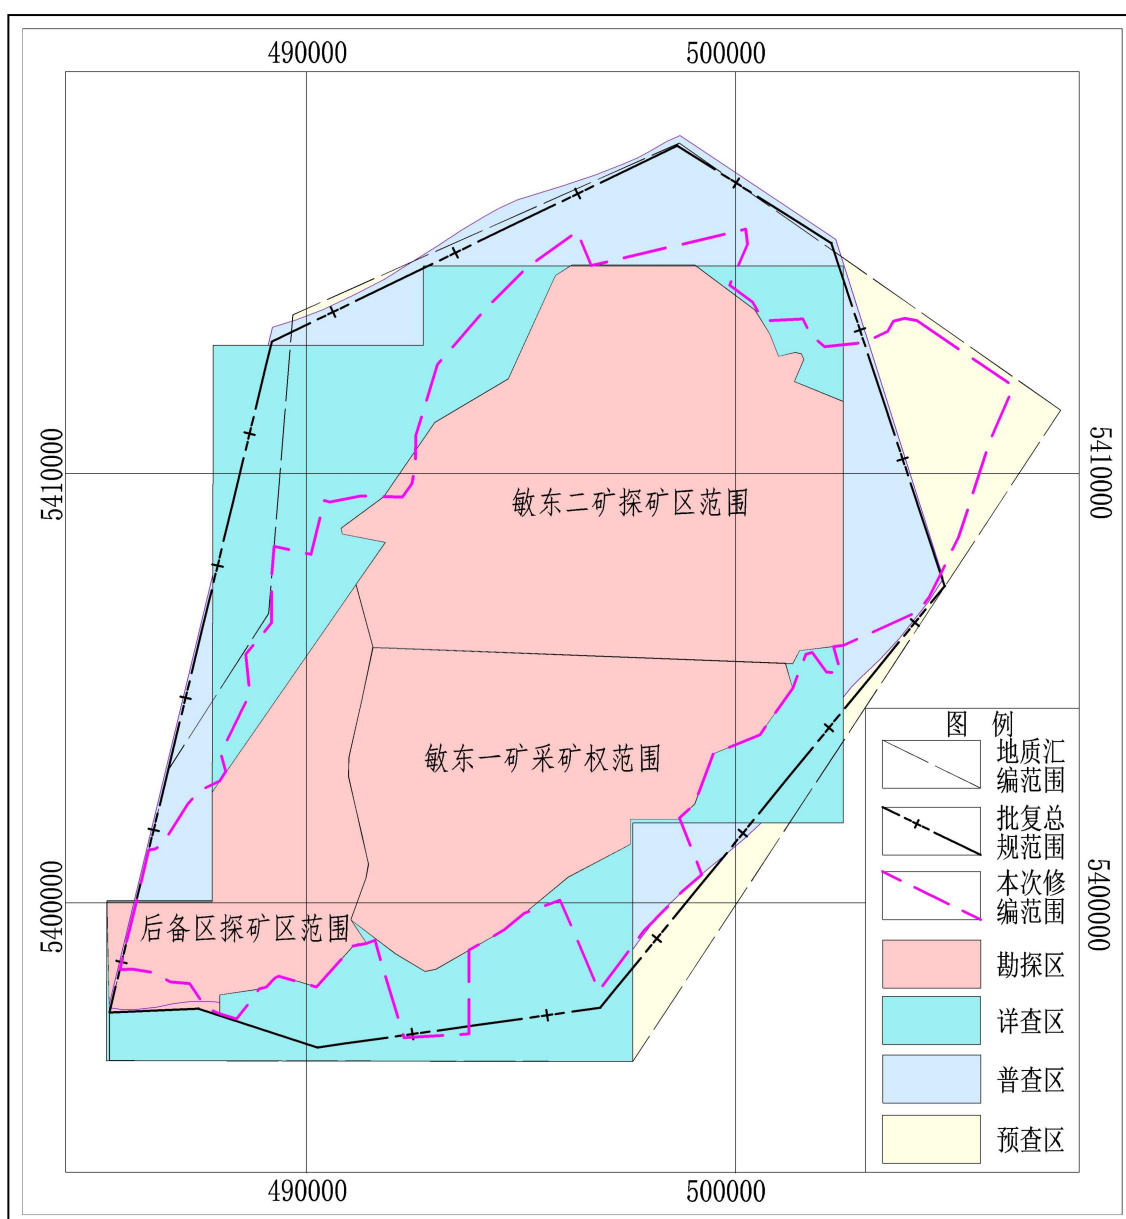 490000
500000
5410000
5410000
敏东二矿探矿区范围
敏东一矿采矿权范围
后备区探矿区范围
5400000
5400000
图 例
地质汇
编范围
批复总
规范围
本次修
编范围
勘探区
详查区
普查区
预查区
490000
500000